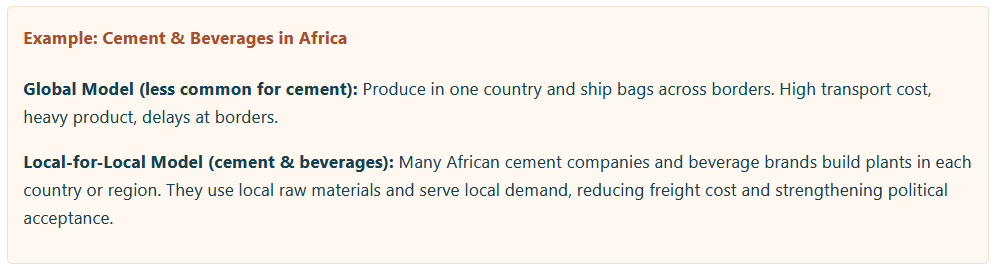 Example: Cement & Beverages in Africa
Global Model (less common for cement): Produce in one country and ship bags across borders. High transport cost,
heavy product, delays at borders.
Local-for-Local Model (cement & beverages): Many African cement companies and beverage brands build plants in each
country or region. They use local raw materials and serve local demand, reducing freight cost and strengthening political
acceptance.